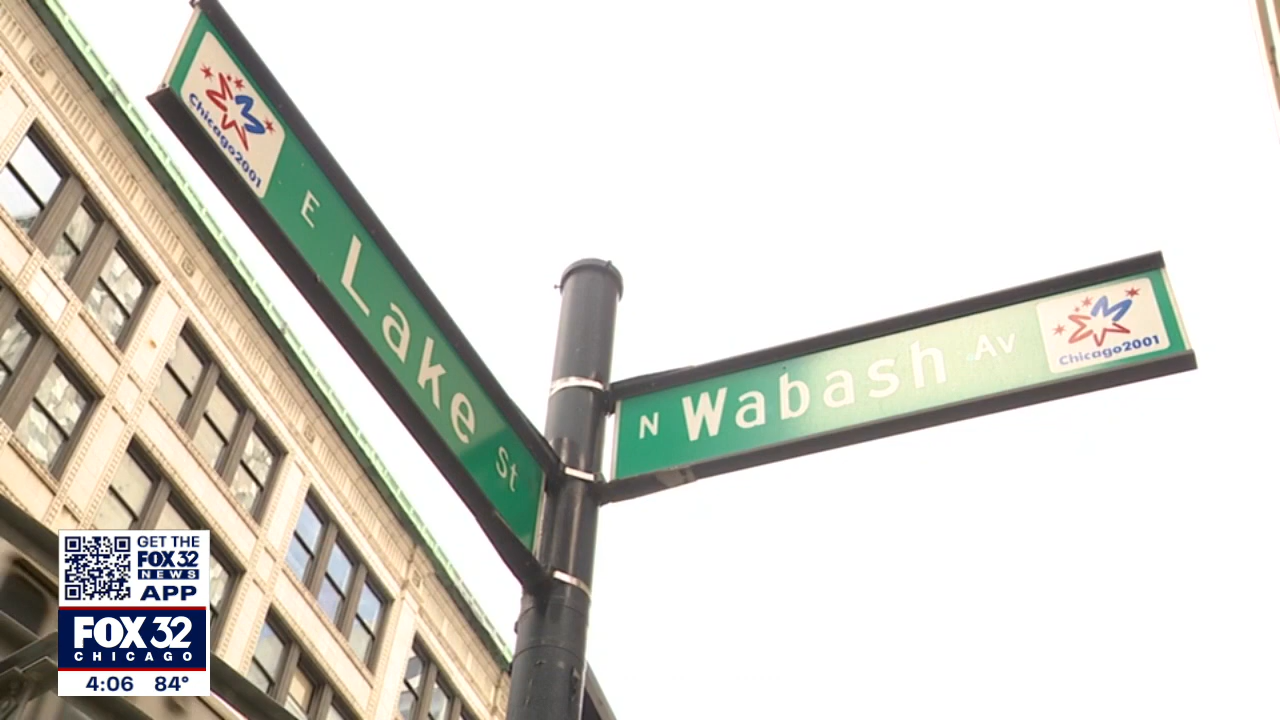 Chicago2001
E Lake St
N Wabash Av
Chicago2001
GET THE
FOX 32
NEWS
APP
FOX 32
CHICAGO
4:06 84°